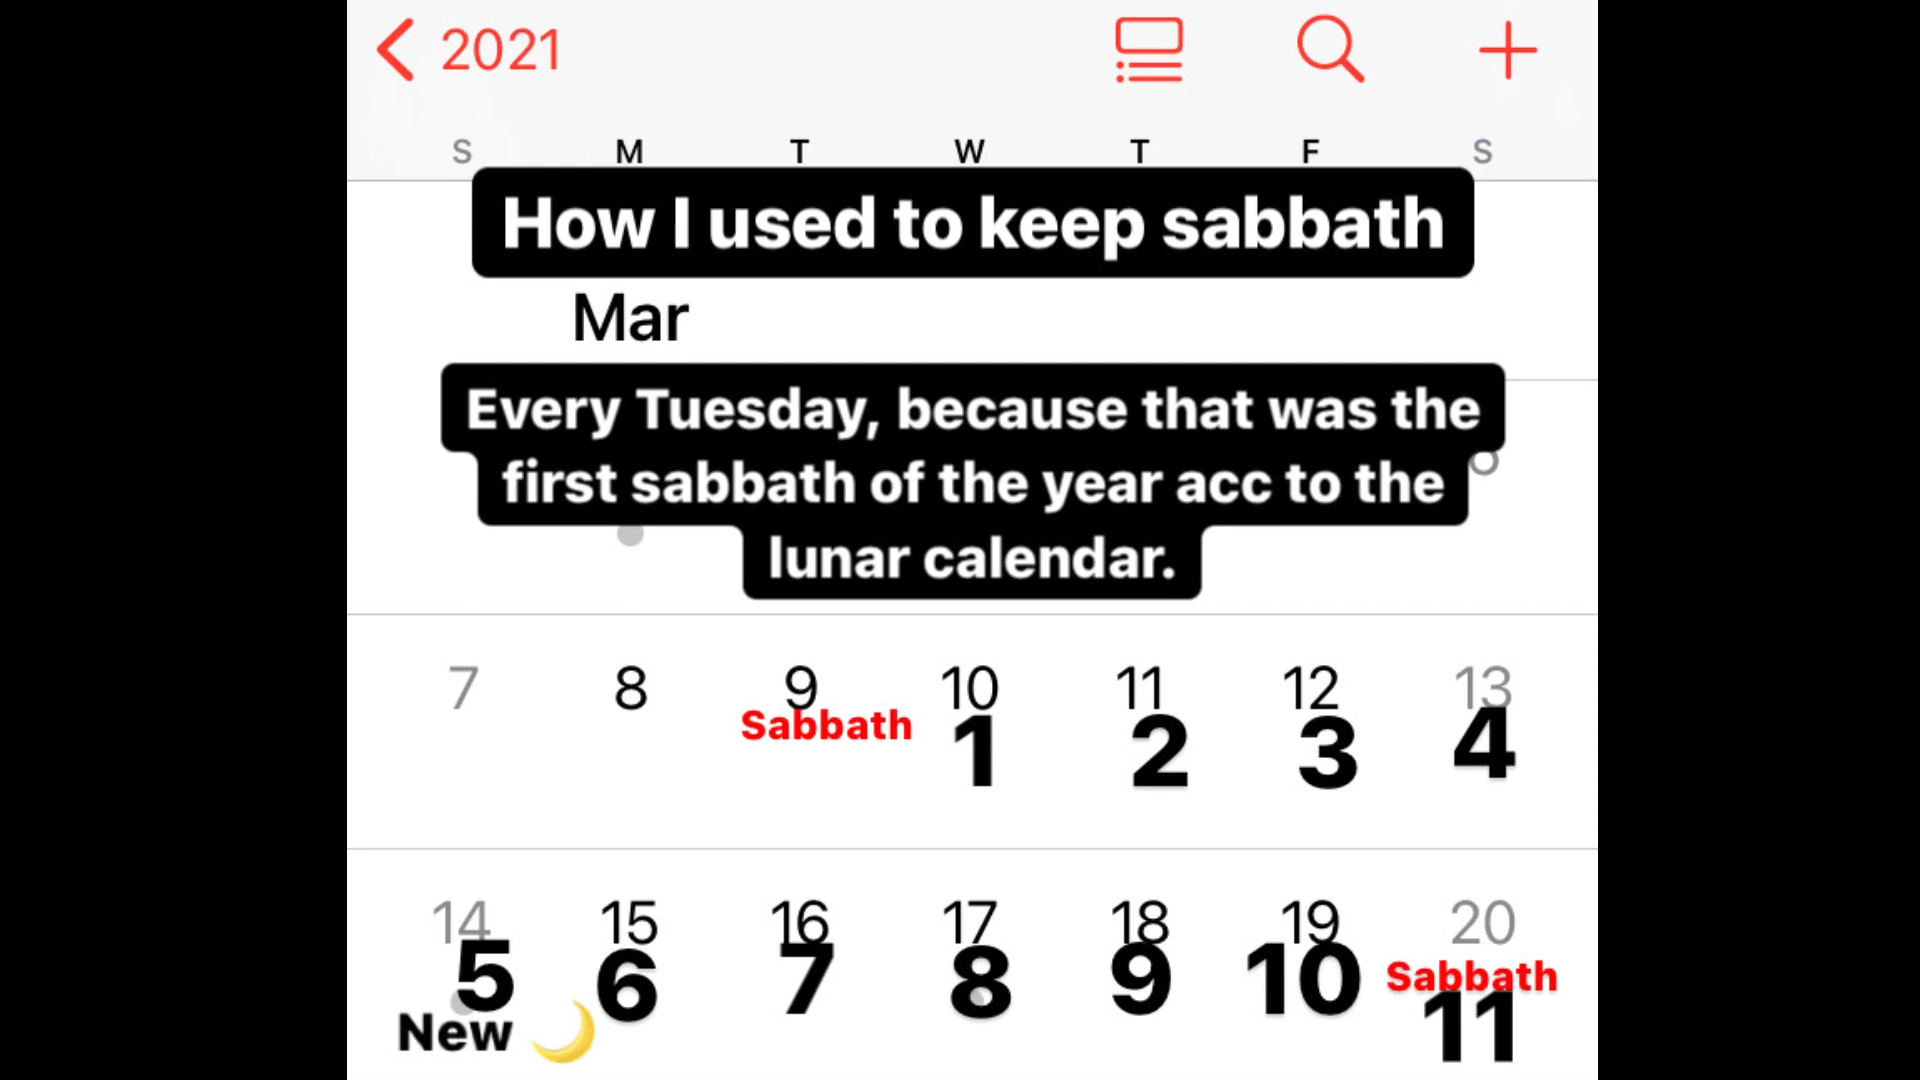 2021
S M T W T F S
How I used to keep sabbath
Mar
Every Tuesday, because that was the
first sabbath of the year acc to the
lunar calendar.
7 8 9 10 11 12 13
Sabbath 1 2 3 4
14 15 16 17 18 19 20
5 6 7 8 9 10 Sabbath
11
New 🌙